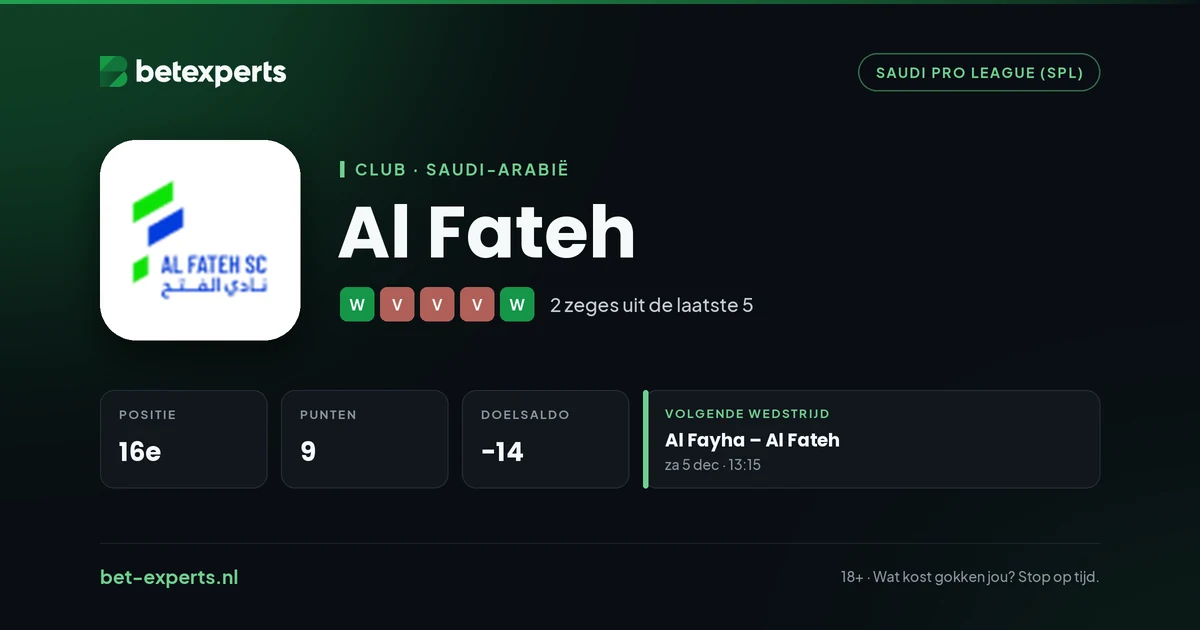 betexperts
SAUDI PRO LEAGUE (SPL)
AL FATEH SC
نادي الفتح
CLUB · SAUDI-ARABIË
Al Fateh
W V V V W 2 zeges uit de laatste 5
POSITIE
16e
PUNTEN
9
DOELSALDO
-14
VOLGENDE WEDSTRIJD
Al Fayha – Al Fateh
za 5 dec · 13:15
bet-experts.nl
18+ · Wat kost gokken jou? Stop op tijd.